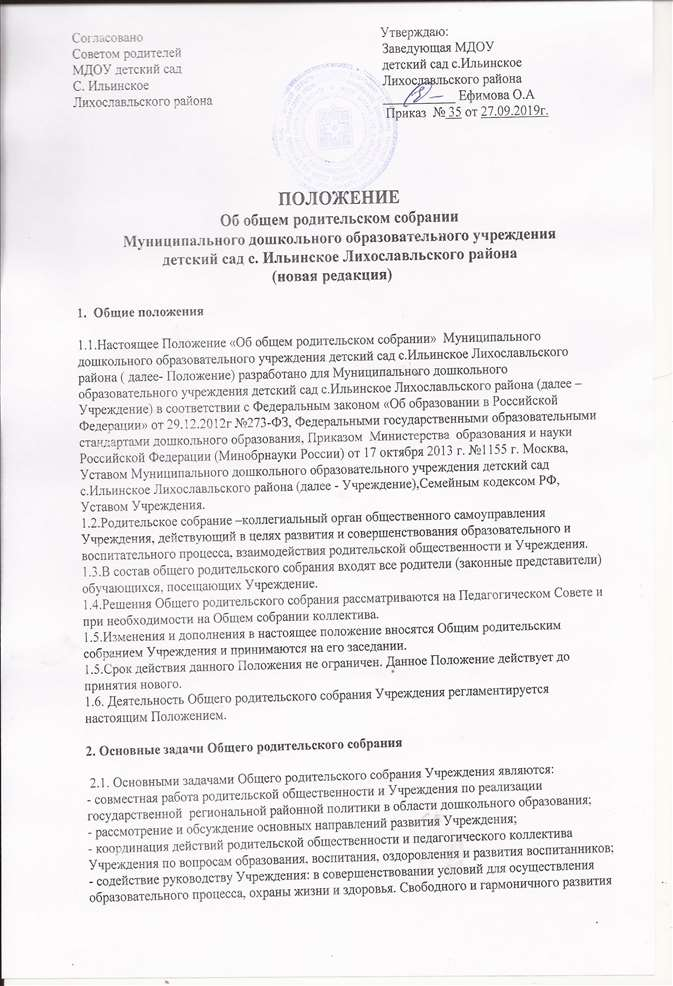 Согласовано
Советом родителей
МДОУ детский сад
С. Ильинское
Лихославльского района
Утверждаю:
Заведующая МДОУ
детский сад с.Ильинское
Лихославльского района
Ефимова О.А
Приказ № 35 от 27.09.2019г.
ПОЛОЖЕНИЕ
Об общем родительском собрании
Муниципального дошкольного образовательного учреждения
детский сад с. Ильинское Лихославльского района
(новая редакция)
1. Общие положения
1.1.Настоящее Положение «Об общем родительском собрании» Муниципального
дошкольного образовательного учреждения детский сад с.Ильинское Лихославльского
района ( далее- Положение) разработано для Муниципального дошкольного
образовательного учреждения детский сад с.Ильинское Лихославльского района (далее –
Учреждение) в соответствии с Федеральным законом «Об образовании в Российской
Федерации» от 29.12.2012г №273-ФЗ, Федеральными государственными образовательными
стандартами дошкольного образования, Приказом Министерства образования и науки
Российской Федерации (Минобрнауки России) от 17 октября 2013 г. №1155 г. Москва,
Уставом Муниципального дошкольного образовательного учреждения детский сад
с.Ильинское Лихославльского района (далее - Учреждение),Семейным кодексом РФ,
Уставом Учреждения.
1.2.Родительское собрание –коллегиальный орган общественного самоуправления
Учреждения, действующий в целях развития и совершенствования образовательного и
воспитательного процесса, взаимодействия родительской общественности и Учреждения.
1.3.В состав общего родительского собрания входят все родители (законные представители)
обучающихся, посещающих Учреждение.
1.4.Решения Общего родительского собрания рассматриваются на Педагогическом Совете и
при необходимости на Общем собрании коллектива.
1.5.Изменения и дополнения в настоящее положение вносятся Общим родительским
собранием Учреждения и принимаются на его заседании.
1.5.Срок действия данного Положения не ограничен. Данное Положение действует до
принятия нового.
1.6. Деятельность Общего родительского собрания Учреждения регламентируется
настоящим Положением.
2. Основные задачи Общего родительского собрания
2.1. Основными задачами Общего родительского собрания Учреждения являются:
- совместная работа родительской общественности и Учреждения по реализации
государственной региональной районной политики в области дошкольного образования;
- рассмотрение и обсуждение основных направлений развития Учреждения;
- координация действий родительской общественности и педагогического коллектива
Учреждения по вопросам образования, воспитания, оздоровления и развития воспитанников;
- содействие руководству Учреждения: в совершенствовании условий для осуществления
образовательного процесса, охраны жизни и здоровья. Свободного и гармоничного развития